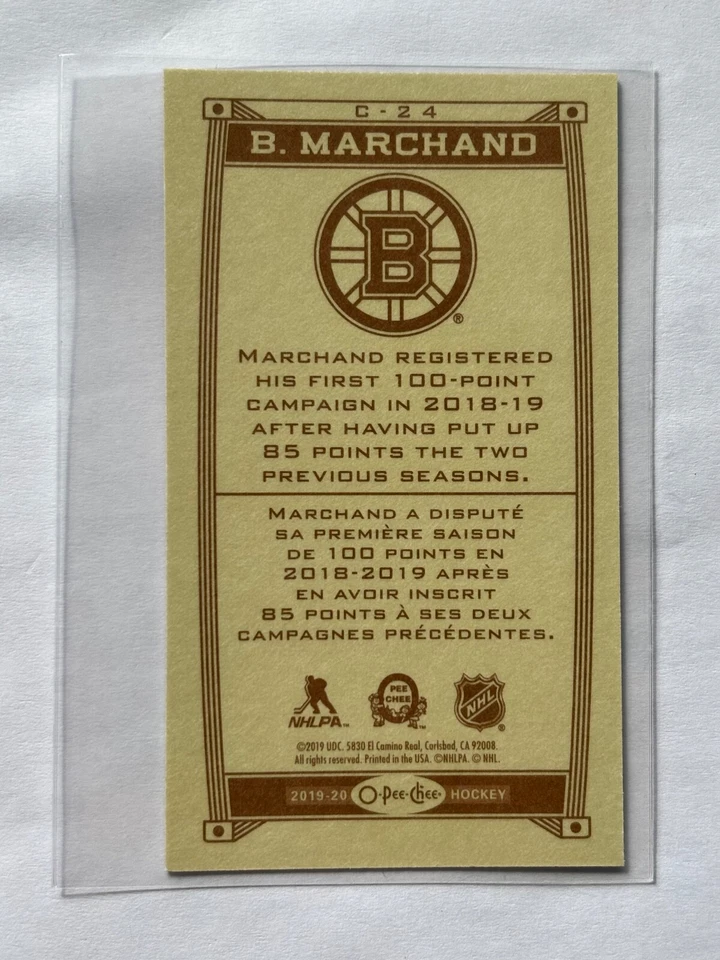 C-24
B. MARCHAND
B
®
MARCHAND REGISTERED
HIS FIRST 100-POINT
CAMPAIGN IN 2018-19
AFTER HAVING PUT UP
85 POINTS THE TWO
PREVIOUS SEASONS.
MARCHAND A DISPUTÉ
SA PREMIÈRE SAISON
DE 100 POINTS EN
2018-2019 APRÈS
EN AVOIR INSCRIT
85 POINTS À SES DEUX
CAMPAGNES PRÉCÉDENTES.
NHLPA™
O PEE CHEE™
NHL®
©2019 UDC. 5830 El Camino Real, Carlsbad, CA 92008.
All rights reserved. Printed in the USA. ©NHLPA. © NHL.
2019-20 O-Pee-Chee HOCKEY